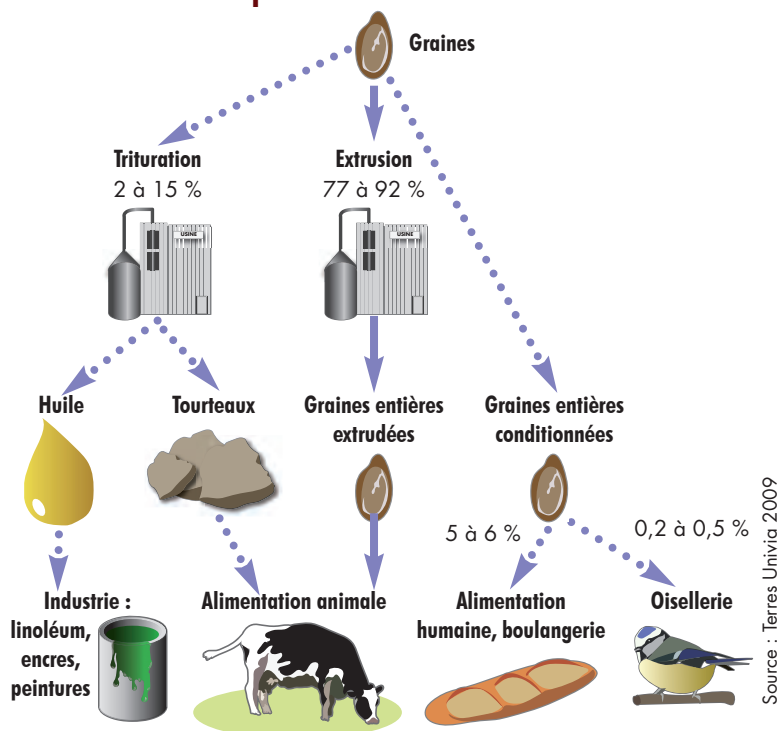 Graines
Trituration
2 à 15 %
Extrusion
77 à 92 %
USINE
USINE
Huile
Tourteaux
Graines entières
extrudées
Graines entières
conditionnées
5 à 6 %
0,2 à 0,5 %
Industrie :
linoléum,
encres,
peintures
Alimentation animale
Alimentation
humaine, boulangerie
Oisellerie
Source : Terres Univia 2009